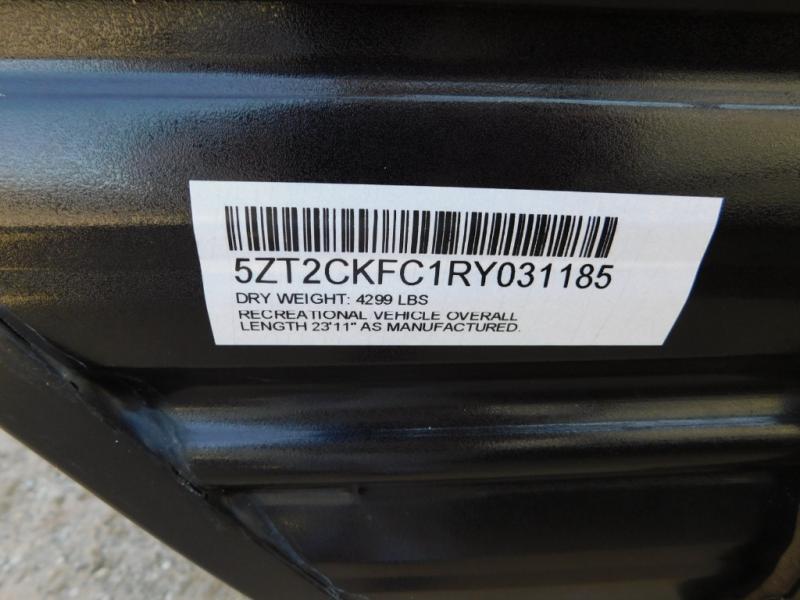 5ZT2CKFC1RY031185
DRY WEIGHT: 4299 LBS
RECREATIONAL VEHICLE OVERALL
LENGTH 23'11" AS MANUFACTURED.